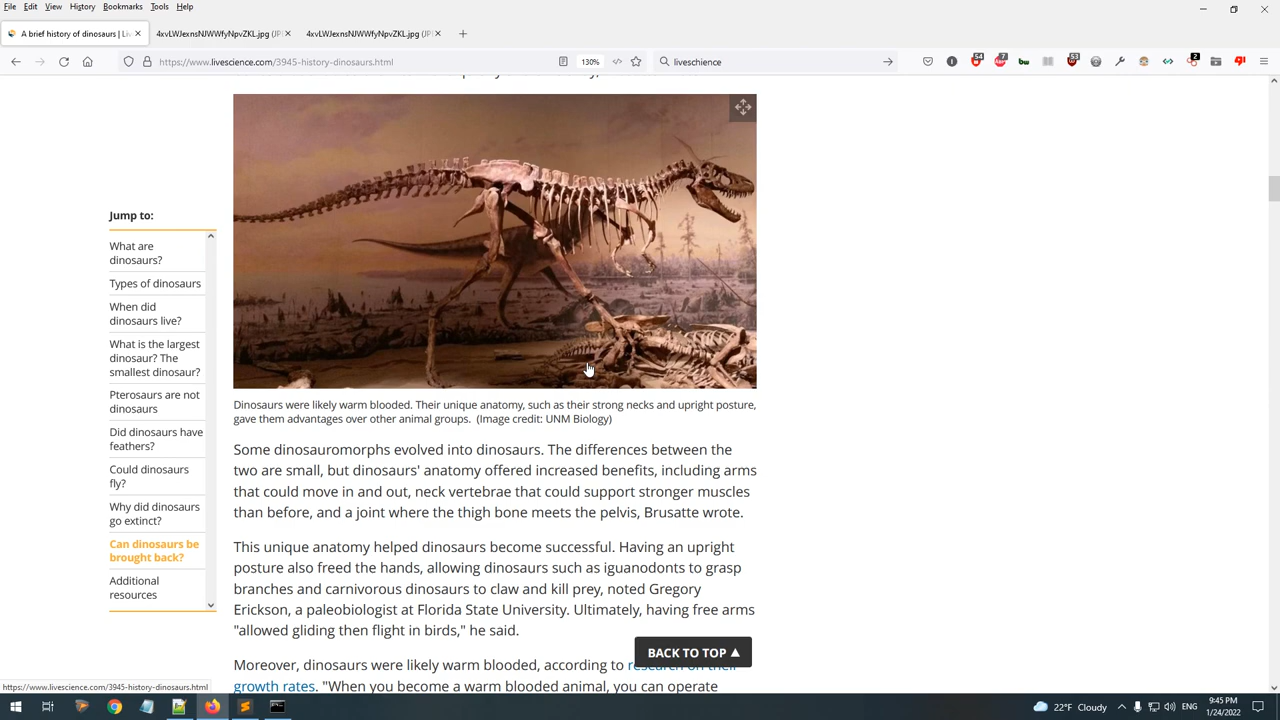 File Edit View History Bookmarks Tools Help
A brief history of dinosaurs | Liv
4xvLWJexnsNJWWfyNpvZKL.jpg (JP
4xvLWJexnsNJWWfyNpvZKL.jpg (JP
https://www.livescience.com/3945-history-dinosaurs.html
130%
liveschience
54
7
bw
53
2
Jump to:
What are
dinosaurs?
Types of dinosaurs
When did
dinosaurs live?
What is the largest
dinosaur? The
smallest dinosaur?
Pterosaurs are not
dinosaurs
Did dinosaurs have
feathers?
Could dinosaurs
fly?
Why did dinosaurs
go extinct?
Can dinosaurs be
brought back?
Additional
resources
Dinosaurs were likely warm blooded. Their unique anatomy, such as their strong necks and upright posture,
gave them advantages over other animal groups. (Image credit: UNM Biology)
Some dinosauromorphs evolved into dinosaurs. The differences between the
two are small, but dinosaurs' anatomy offered increased benefits, including arms
that could move in and out, neck vertebrae that could support stronger muscles
than before, and a joint where the thigh bone meets the pelvis, Brusatte wrote.
This unique anatomy helped dinosaurs become successful. Having an upright
posture also freed the hands, allowing dinosaurs such as iguanodonts to grasp
branches and carnivorous dinosaurs to claw and kill prey, noted Gregory
Erickson, a paleobiologist at Florida State University. Ultimately, having free arms
"allowed gliding then flight in birds," he said.
BACK TO TOP
Moreover, dinosaurs were likely warm blooded, according to research on their
growth rates. "When you become a warm blooded animal, you can operate
https://www.livescience.com/3945-history-dinosaurs.html
22°F Cloudy
ENG
9:45 PM
1/24/2022